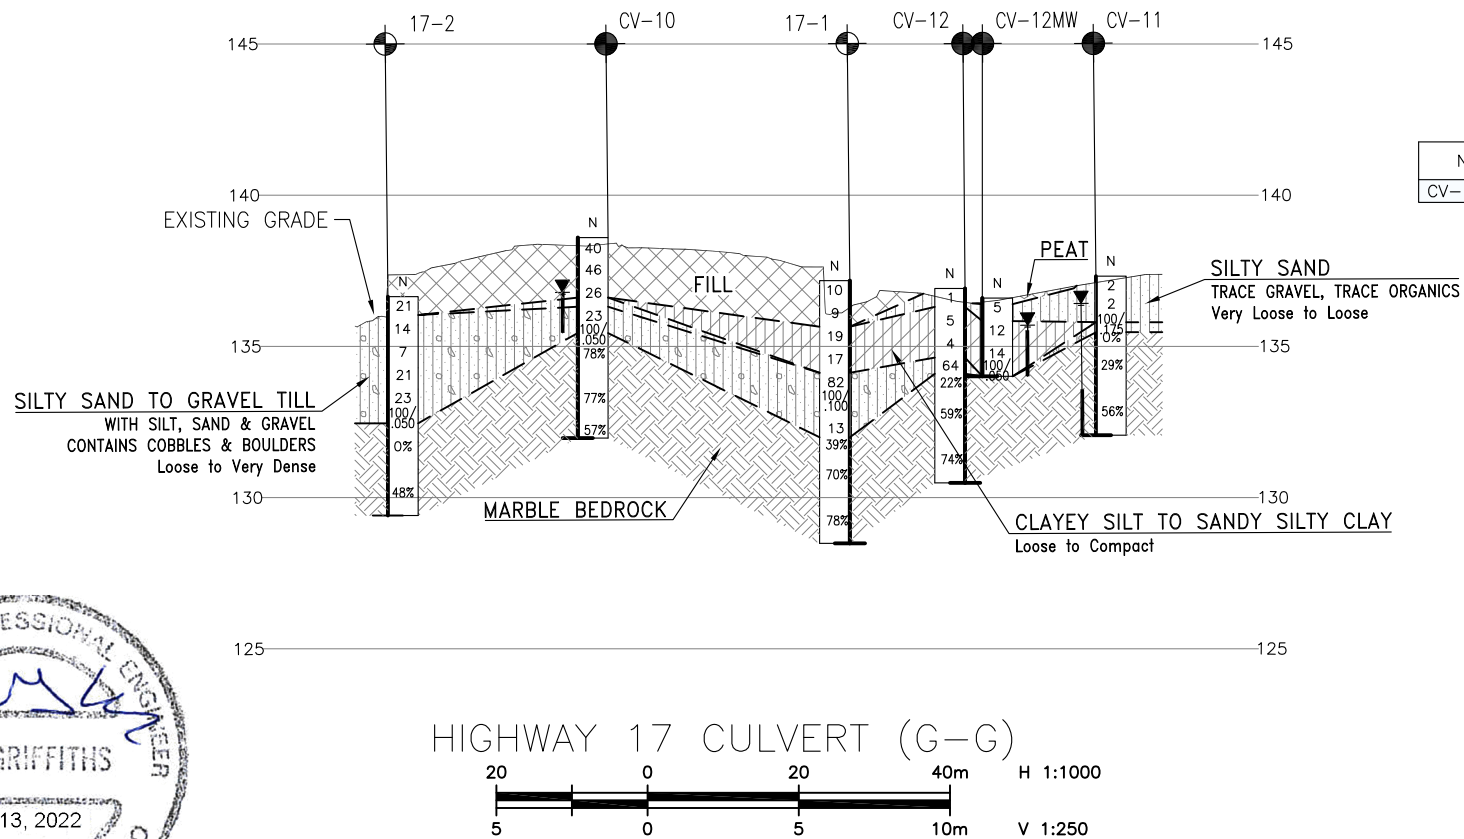 17-2
CV-10
17-1
CV-12
CV-12MW
CV-11
145
145
140
140
N
CV-
EXISTING GRADE
N
40
46
26
23
100/
.050
78%
77%
57%
N
21
14
7
21
23
100/
.050
0%
48%
FILL
N
10
9
19
17
82
100/
.100
13
39%
70%
78%
N
1
5
4
64
22%
59%
74%
N
5
12
14
100/
.050
PEAT
N
2
2
100/
.175
0%
29%
56%
SILTY SAND
TRACE GRAVEL, TRACE ORGANICS
Very Loose to Loose
135
135
SILTY SAND TO GRAVEL TILL
WITH SILT, SAND & GRAVEL
CONTAINS COBBLES & BOULDERS
Loose to Very Dense
130
130
MARBLE BEDROCK
CLAYEY SILT TO SANDY SILTY CLAY
Loose to Compact
125
125
HIGHWAY 17 CULVERT (G-G)
20 0 20 40m H 1:1000
5 0 5 10m V 1:250
ESSIONAL ENGINEER
GRIFFITHS
13, 2022
O